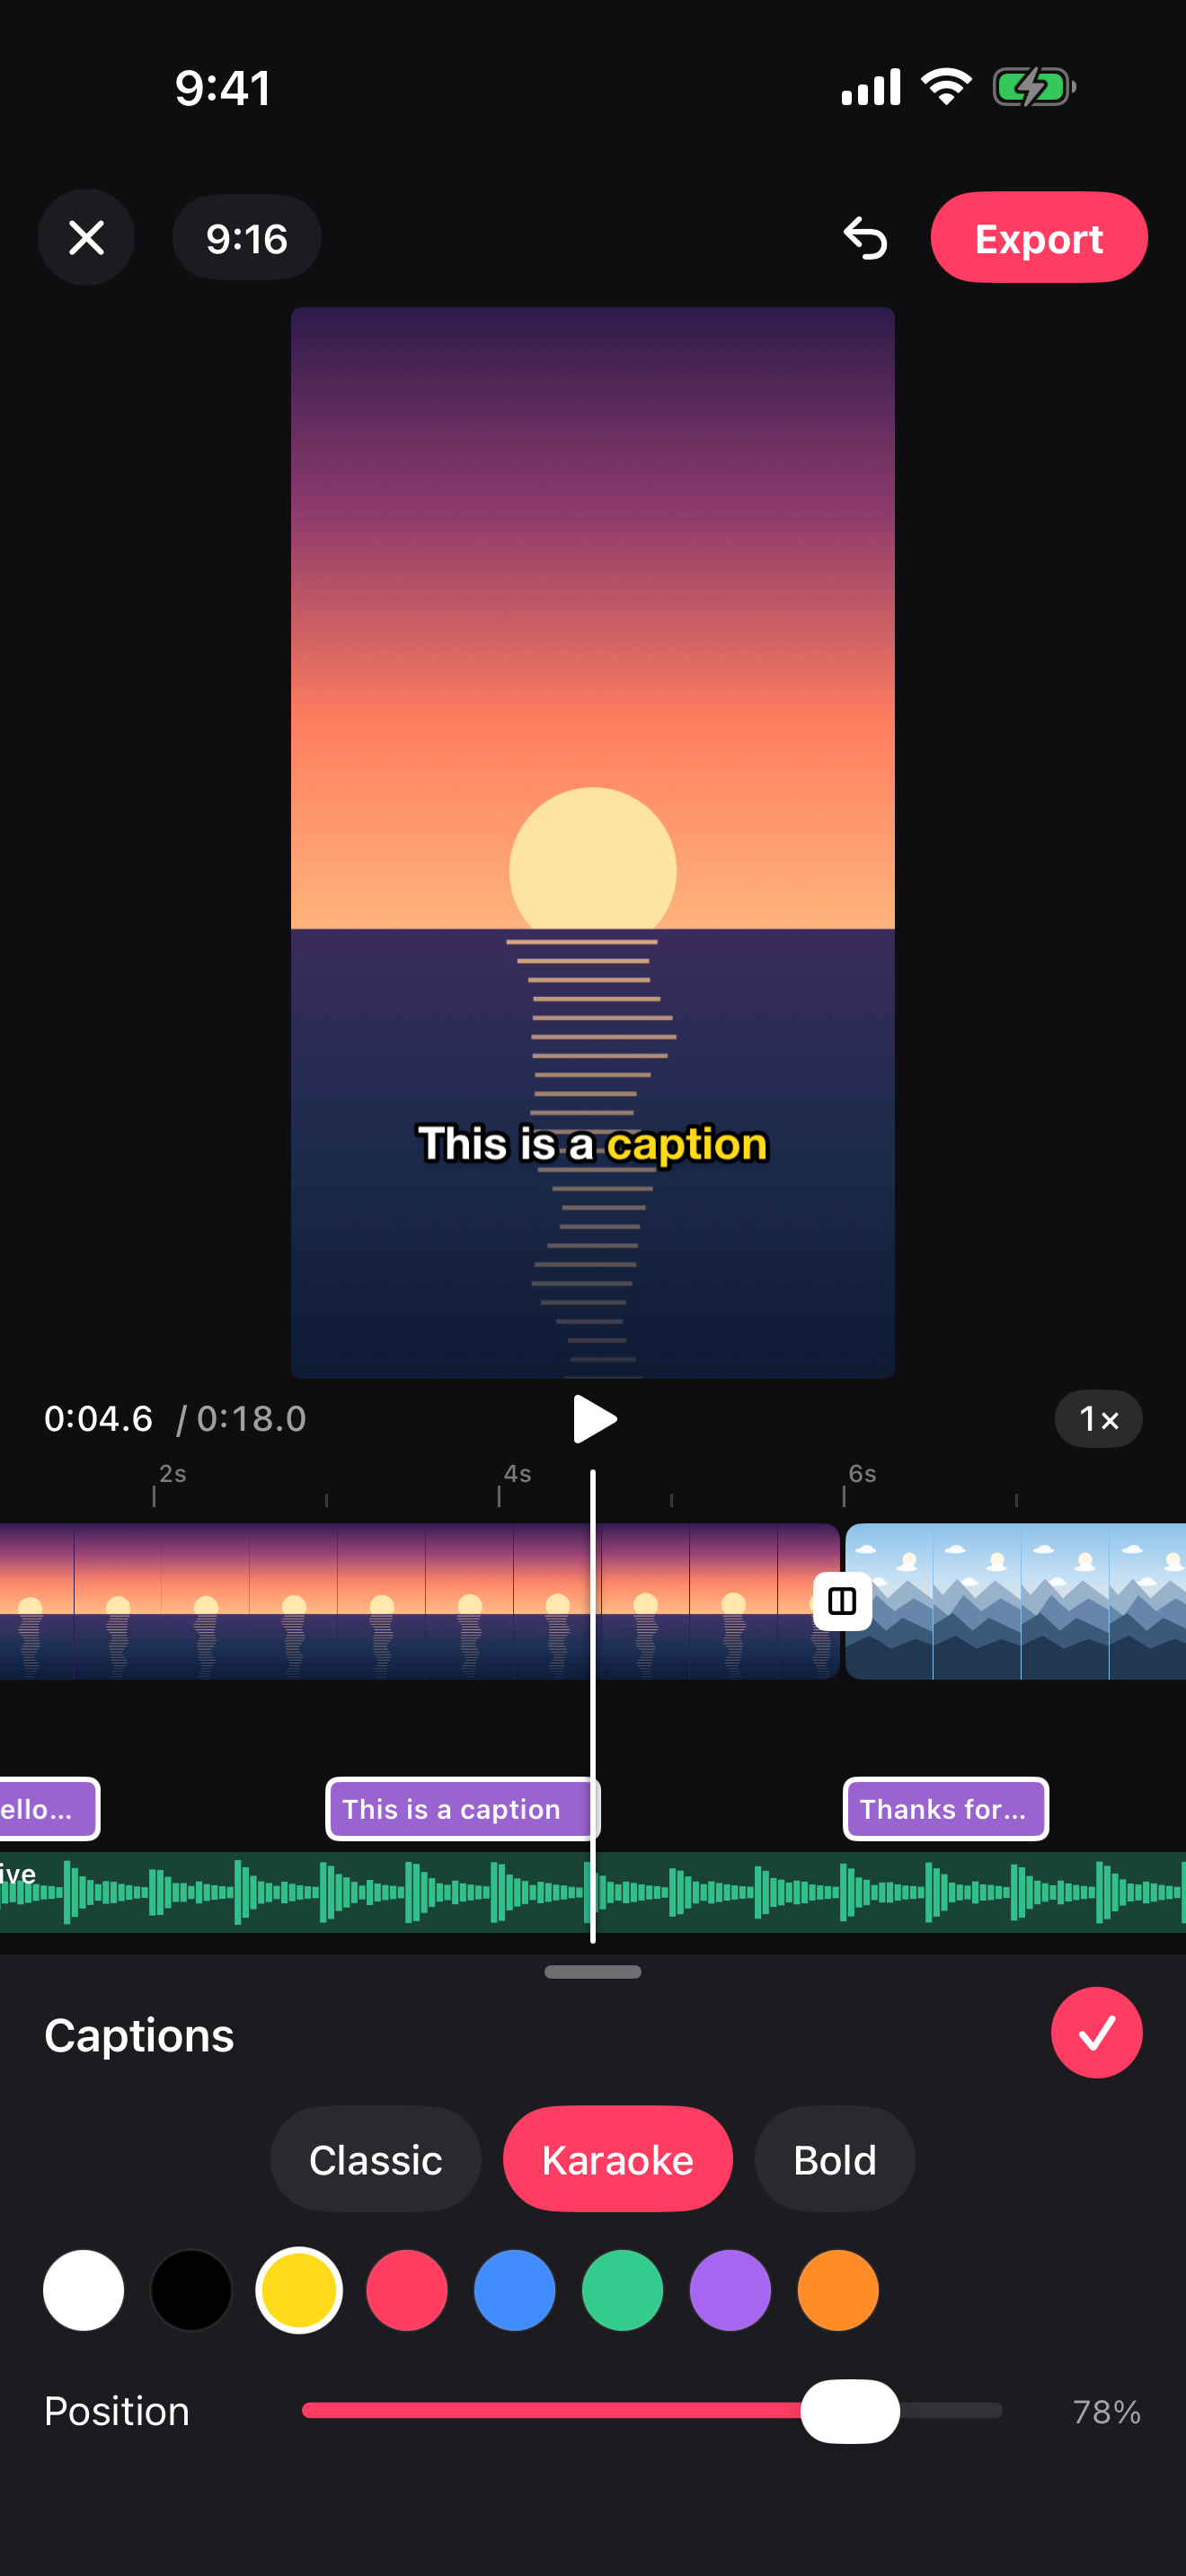 9:41
9:16
Export
This is a caption
0:04.6 / 0:18.0
1×
2s 4s 6s
ello... This is a caption Thanks for...
ive
Captions
Classic Karaoke Bold
Position 78%